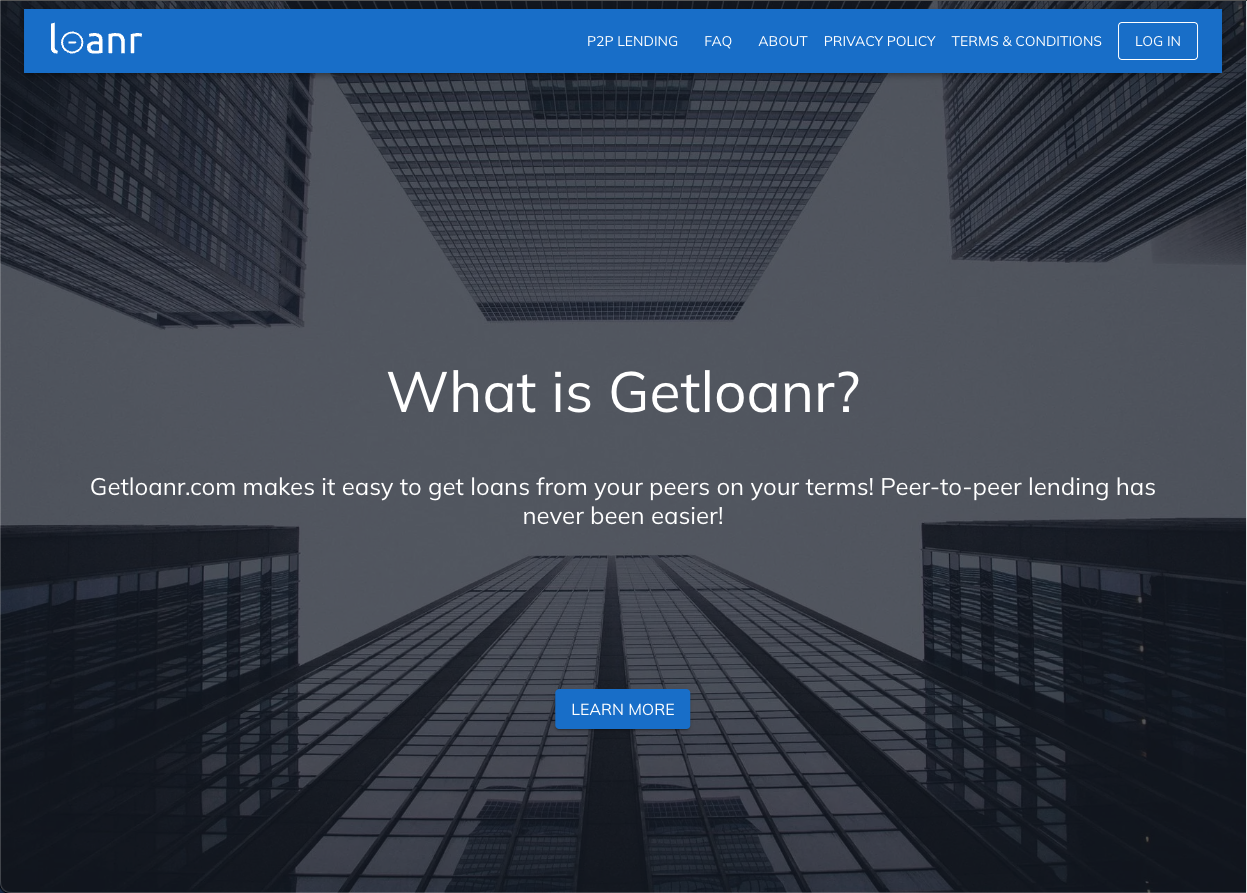 loanr
P2P LENDING
FAQ
ABOUT
PRIVACY POLICY
TERMS & CONDITIONS
LOG IN
What is Getloanr?
Getloanr.com makes it easy to get loans from your peers on your terms! Peer-to-peer lending has
never been easier!
LEARN MORE